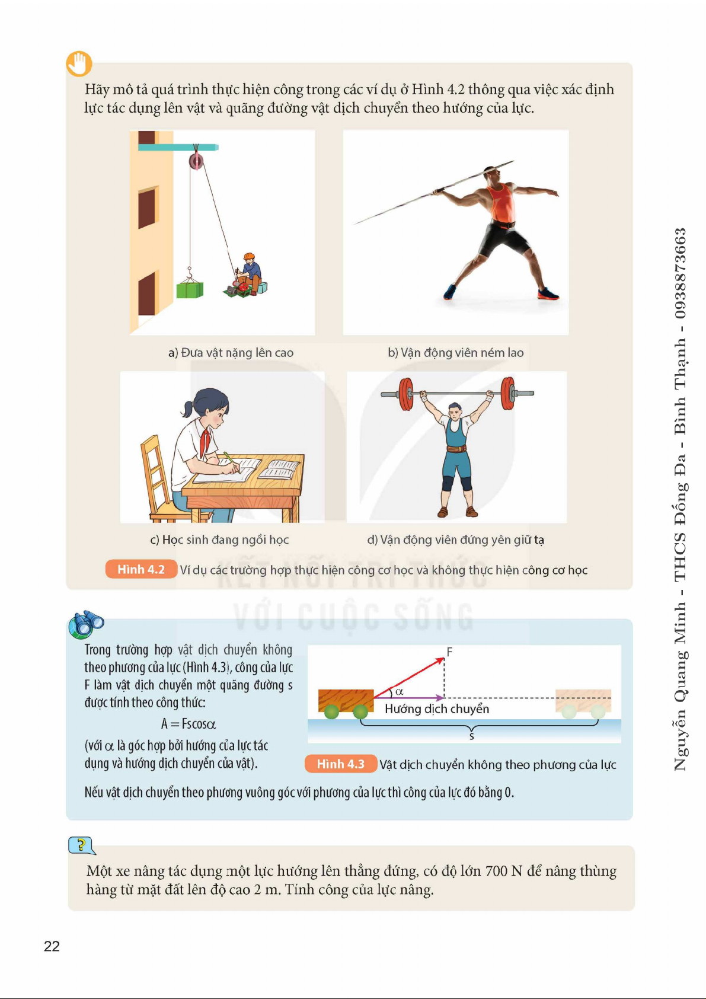 Hãy mô tả quá trình thực hiện công trong các ví dụ ở Hình 4.2 thông qua việc xác định
lực tác dụng lên vật và quãng đường vật dịch chuyển theo hướng của lực.
a) Đưa vật nặng lên cao
b) Vận động viên ném lao
c) Học sinh đang ngồi học
d) Vận động viên đứng yên giữ tạ
Hình 4.2 Ví dụ các trường hợp thực hiện công cơ học và không thực hiện công cơ học
KẾT NỐI TRI THỨC
VỚI CUỘC SỐNG
Trong trường hợp vật dịch chuyển không
theo phương của lực (Hình 4.3), công của lực
F làm vật dịch chuyển một quãng đường s
được tính theo công thức:
A = Fscosα
(với α là góc hợp bởi hướng của lực tác
dụng và hướng dịch chuyển của vật).
F
α
Hướng dịch chuyển
s
Hình 4.3 Vật dịch chuyển không theo phương của lực
Nếu vật dịch chuyển theo phương vuông góc với phương của lực thì công của lực đó bằng 0.
?
Một xe nâng tác dụng một lực hướng lên thẳng đứng, có độ lớn 700 N để nâng thùng
hàng từ mặt đất lên độ cao 2 m. Tính công của lực nâng.
22
Nguyễn Quang Minh - THCS Đống Đa - Bình Thạnh - 0938873663